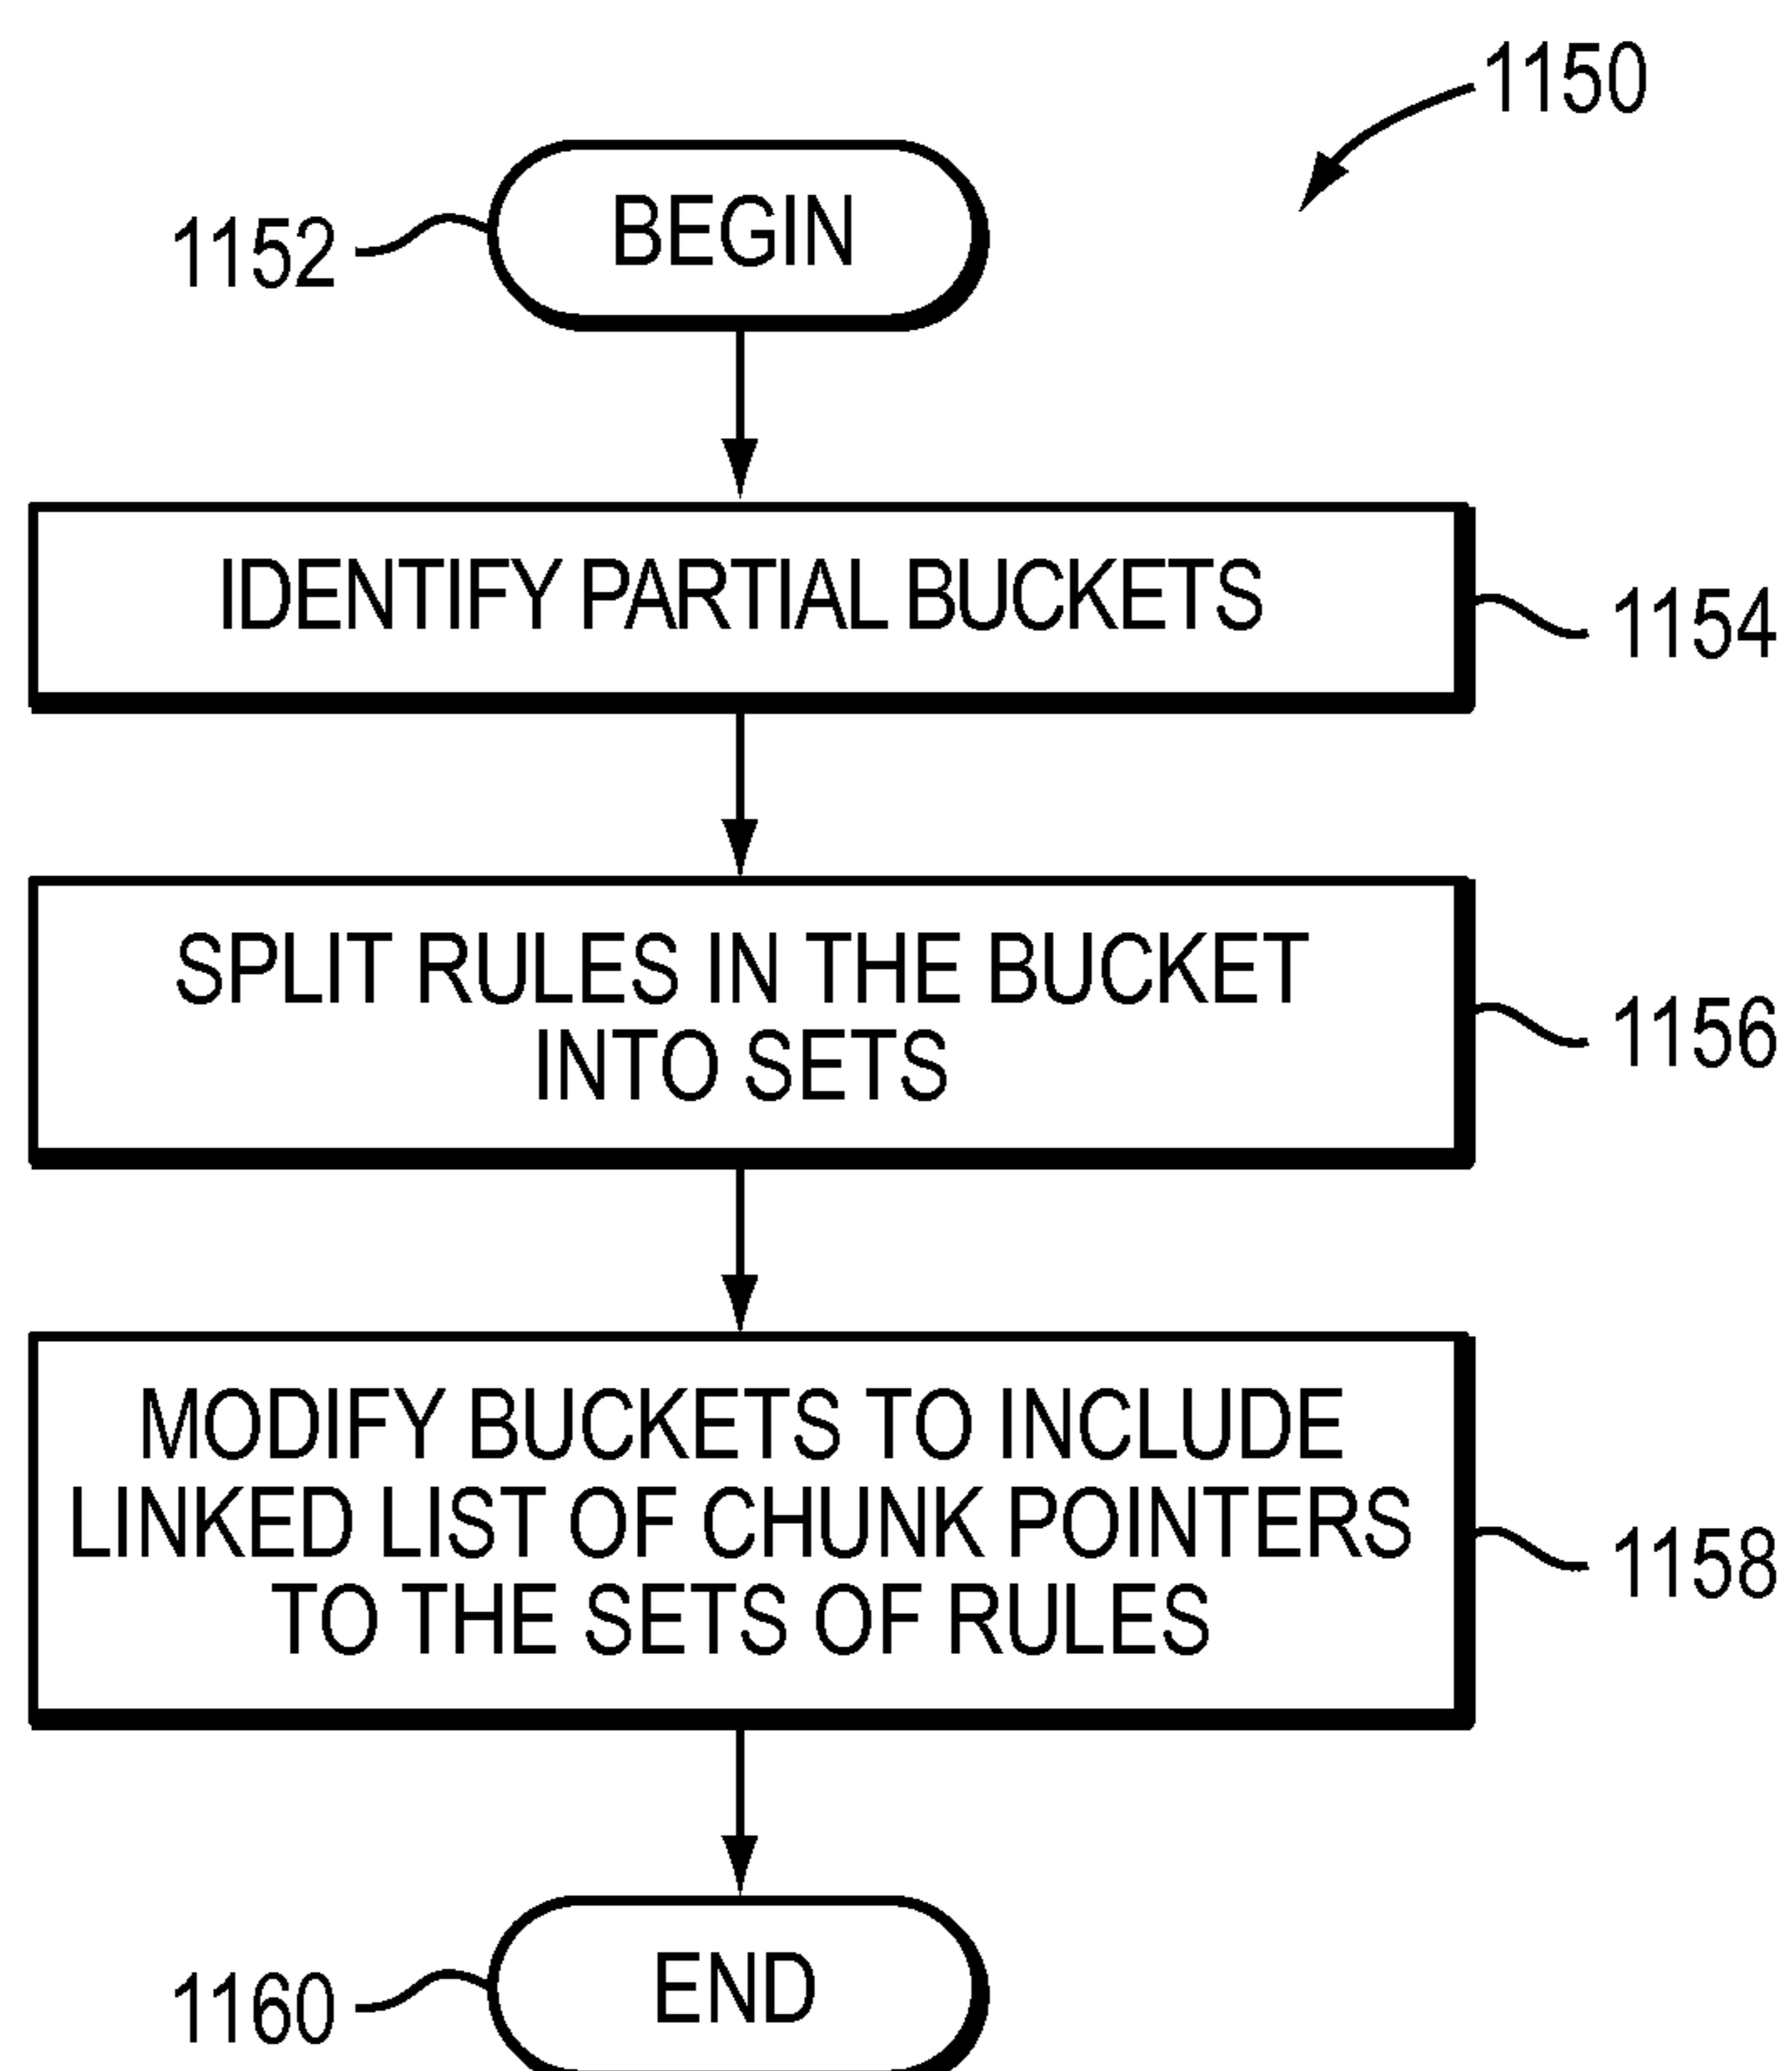 1150
BEGIN
1152
IDENTIFY PARTIAL BUCKETS
1154
SPLIT RULES IN THE BUCKET
INTO SETS
1156
MODIFY BUCKETS TO INCLUDE
LINKED LIST OF CHUNK POINTERS
TO THE SETS OF RULES
1158
END
1160